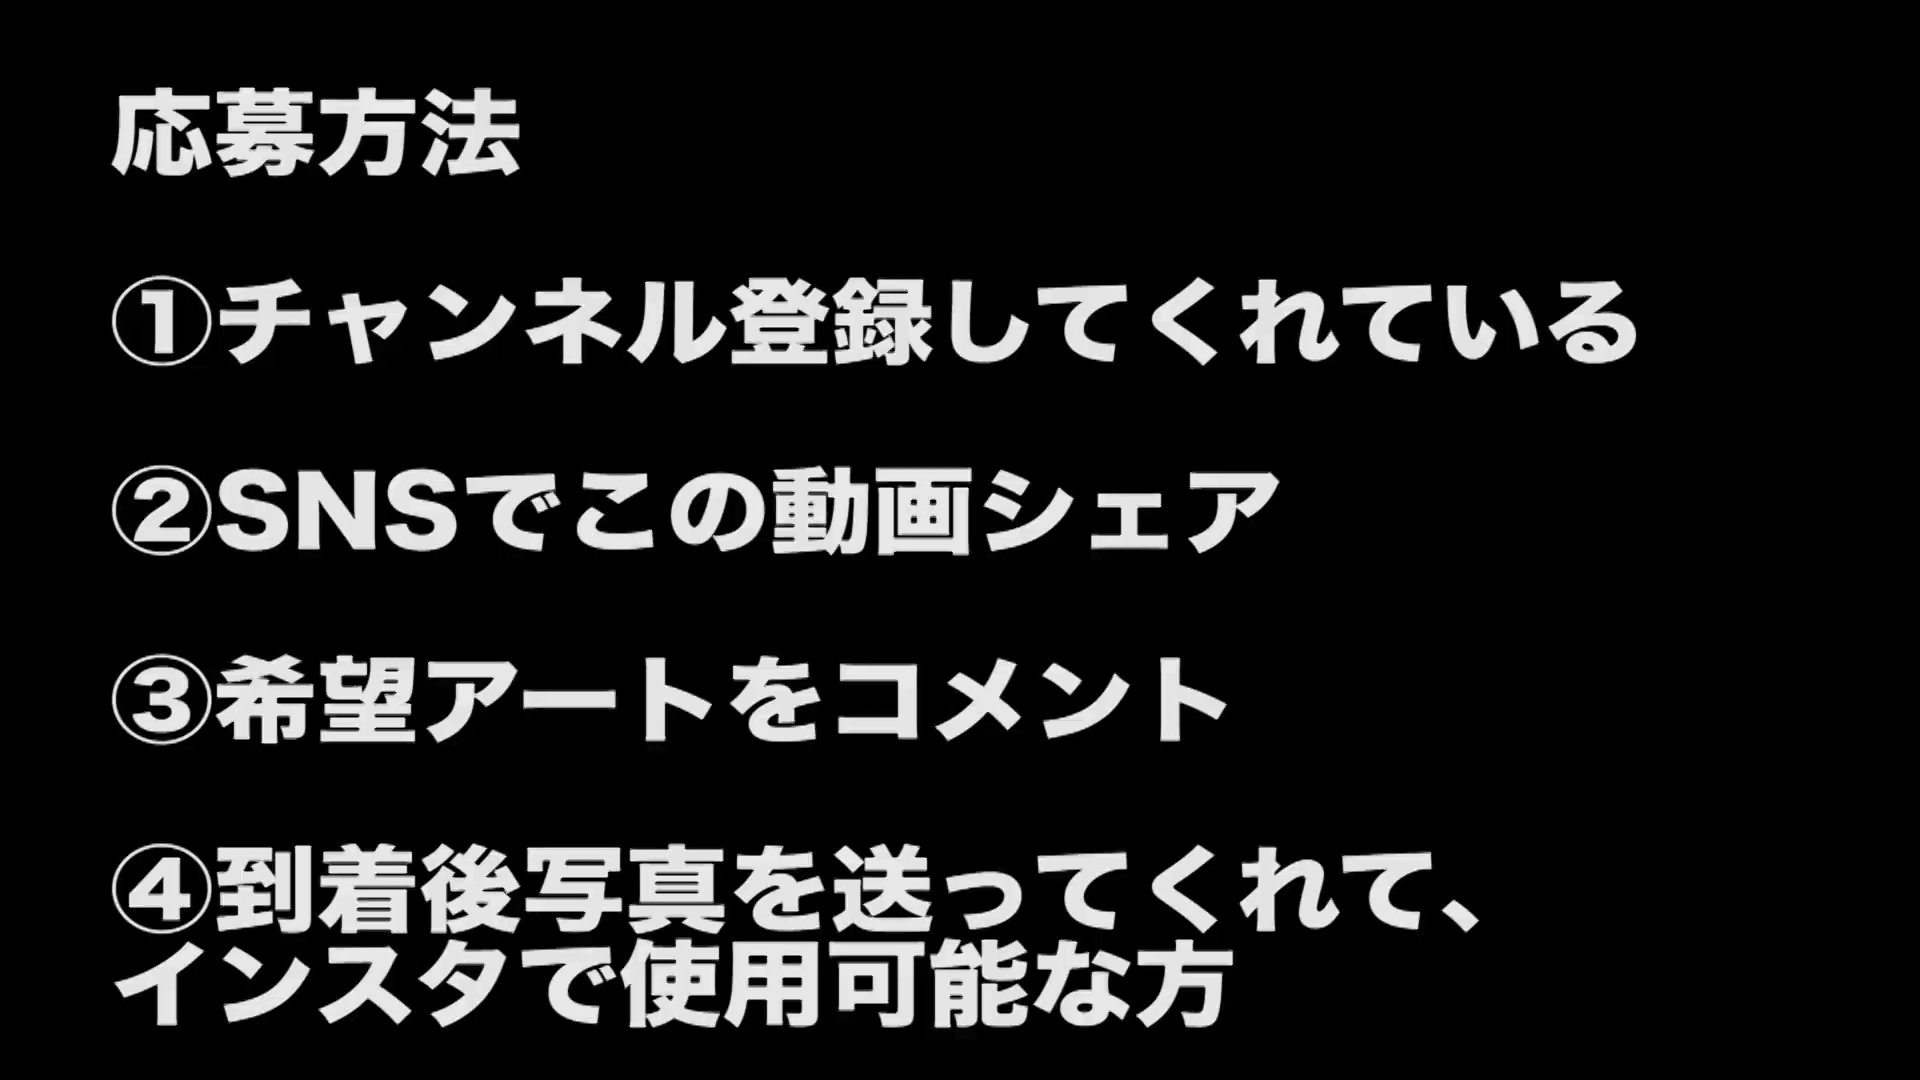 応募方法
①チャンネル登録してくれている
②SNSでこの動画シェア
③希望アートをコメント
④到着後写真を送ってくれて、
インスタで使用可能な方